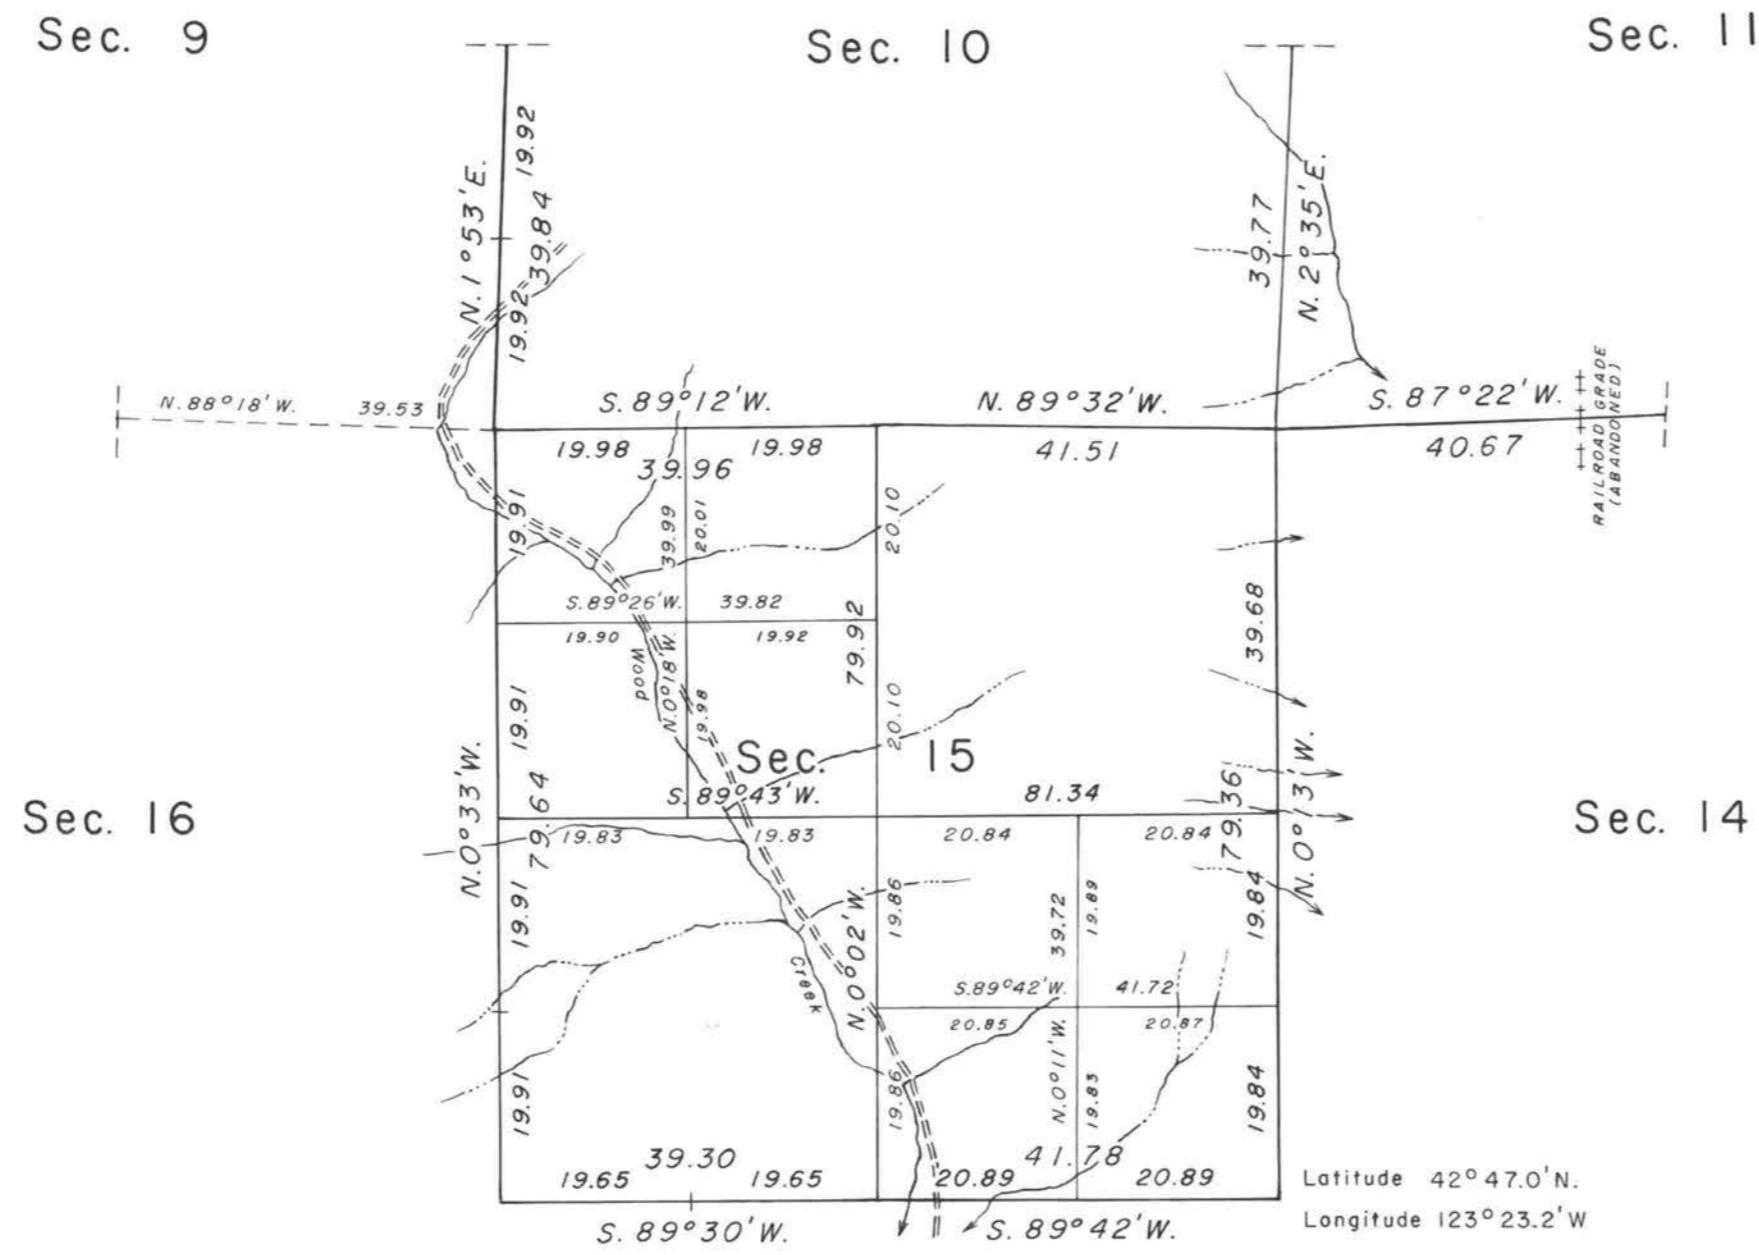 Sec. 9
Sec. 10
Sec. 11
N. 1°53'E.
19.92
39.84
19.92
39.77
N. 2°35'E.
N. 88°18'W. 39.53
S. 89°12'W.
N. 89°32'W.
S. 87°22'W.
RAILROAD GRADE
(ABANDONED)
19.98
19.98
39.96
41.51
40.67
19.91
39.99
20.01
20.10
S. 89°26'W. 39.82
19.90
19.92
79.92
39.68
Wood
N. 0°18'W.
19.98
20.10
19.91
N. 0°33'W.
79.64
Sec. 15
S. 89°43'W.
81.34
79.36
N. 0°13'W.
Sec. 16
Sec. 14
19.83
19.83
20.84
20.84
19.91
19.86
39.72
19.89
19.84
Creek
N. 0°02'W.
S. 89°42'W. 41.72
20.85
20.87
19.91
19.86
N. 0°11'W.
19.83
19.84
39.30
41.78
19.65
19.65
20.89
20.89
S. 89°30'W.
S. 89°42'W.
Latitude 42°47.0'N.
Longitude 123°23.2'W